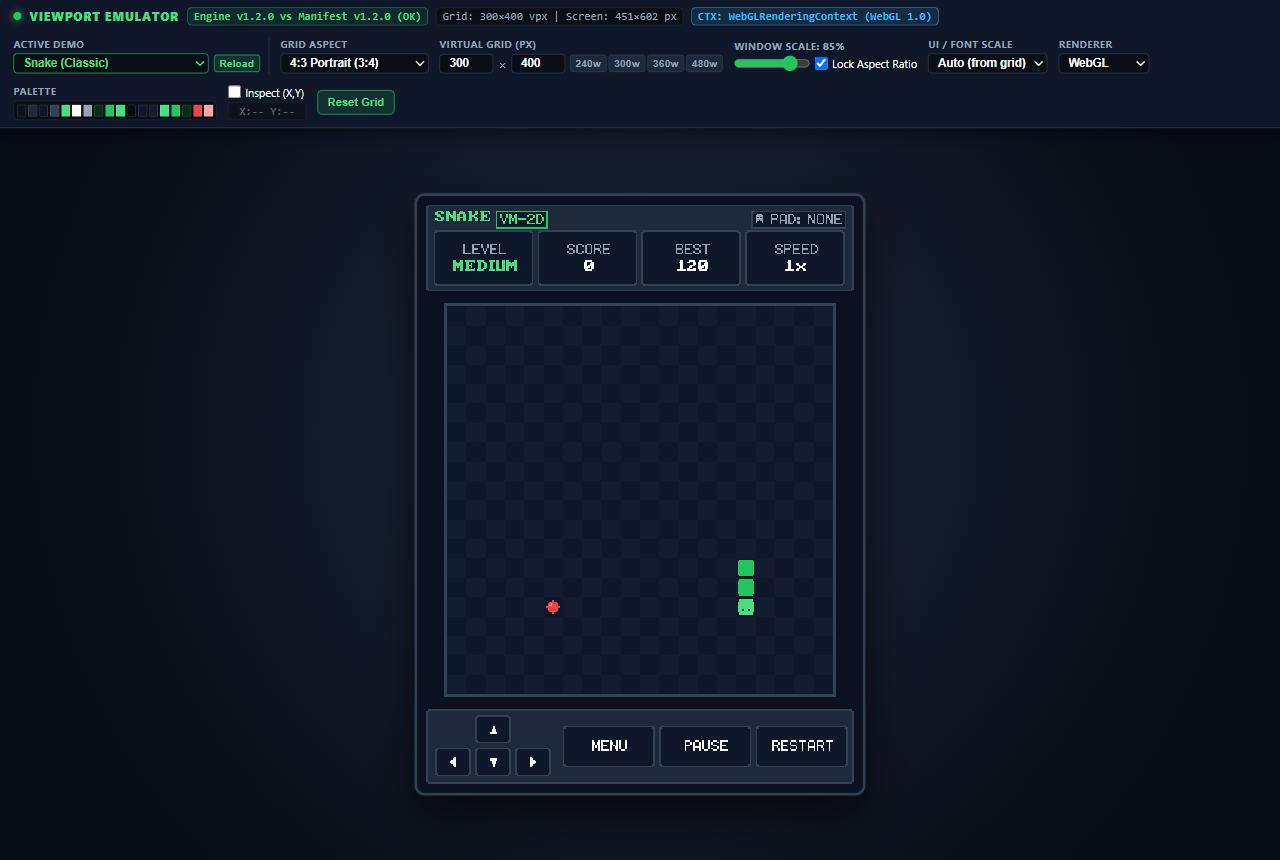 VIEWPORT EMULATOR
Engine v1.2.0 vs Manifest v1.2.0 (OK)
Grid: 300×400 vpx | Screen: 451×602 px
CTX: WebGLRenderingContext (WebGL 1.0)
ACTIVE DEMO
Snake (Classic)
Reload
GRID ASPECT
4:3 Portrait (3:4)
VIRTUAL GRID (PX)
300 × 400
240w 300w 360w 480w
WINDOW SCALE: 85%
Lock Aspect Ratio
UI / FONT SCALE
Auto (from grid)
RENDERER
WebGL
PALETTE
Inspect (X,Y)
X:-- Y:--
Reset Grid
SNAKE VM-2D
PAD: NONE
LEVEL
MEDIUM
SCORE
0
BEST
120
SPEED
1x
MENU
PAUSE
RESTART